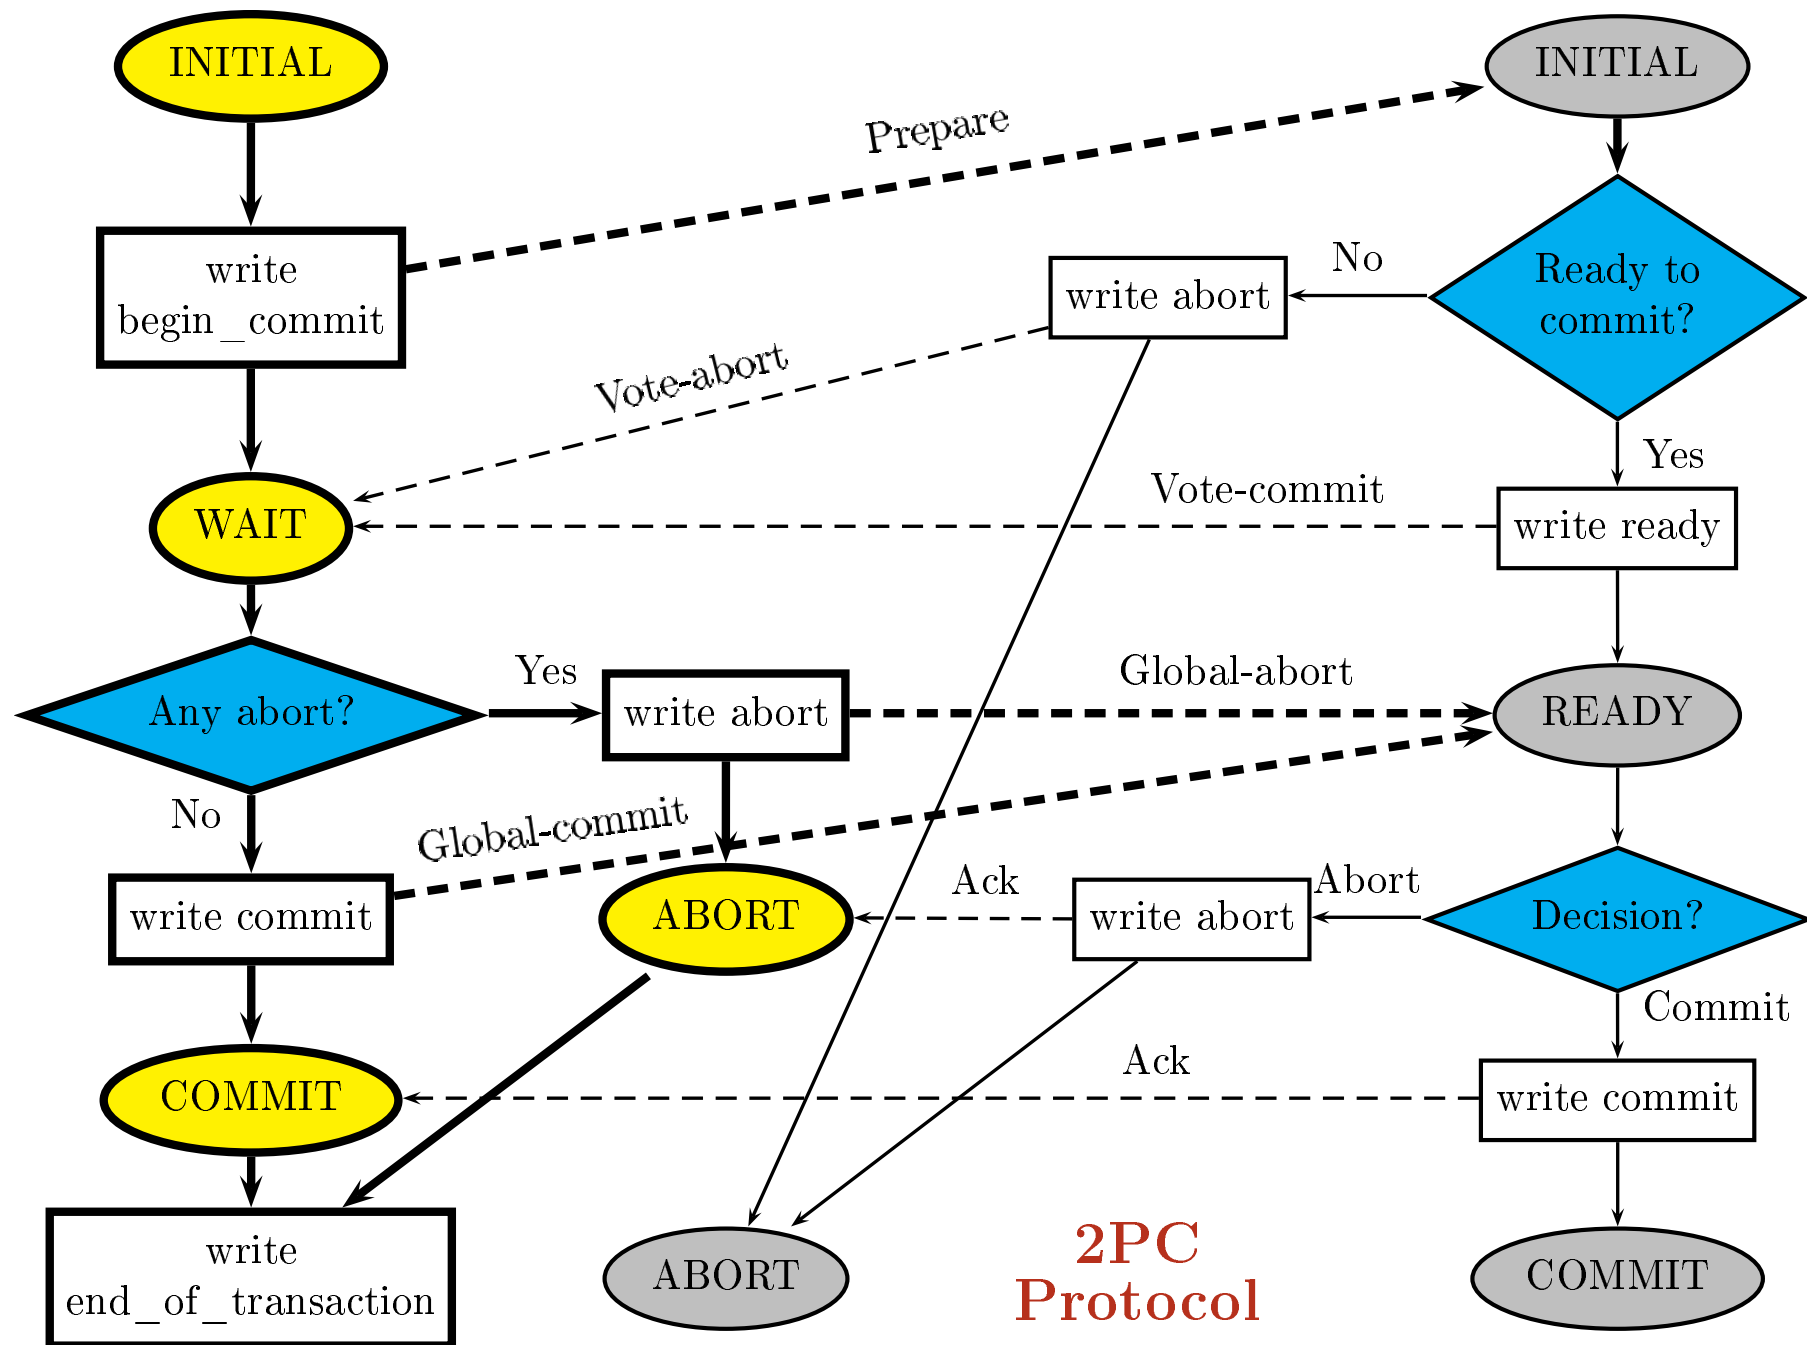 INITIAL
INITIAL
Prepare
write
begin_commit
No
write abort
Ready to
commit?
Vote-abort
Yes
Vote-commit
WAIT
write ready
Yes
Global-abort
Any abort?
write abort
READY
No
Global-commit
Ack
Abort
write commit
ABORT
write abort
Decision?
Commit
Ack
COMMIT
write commit
write
end_of_transaction
ABORT
2PC
Protocol
COMMIT